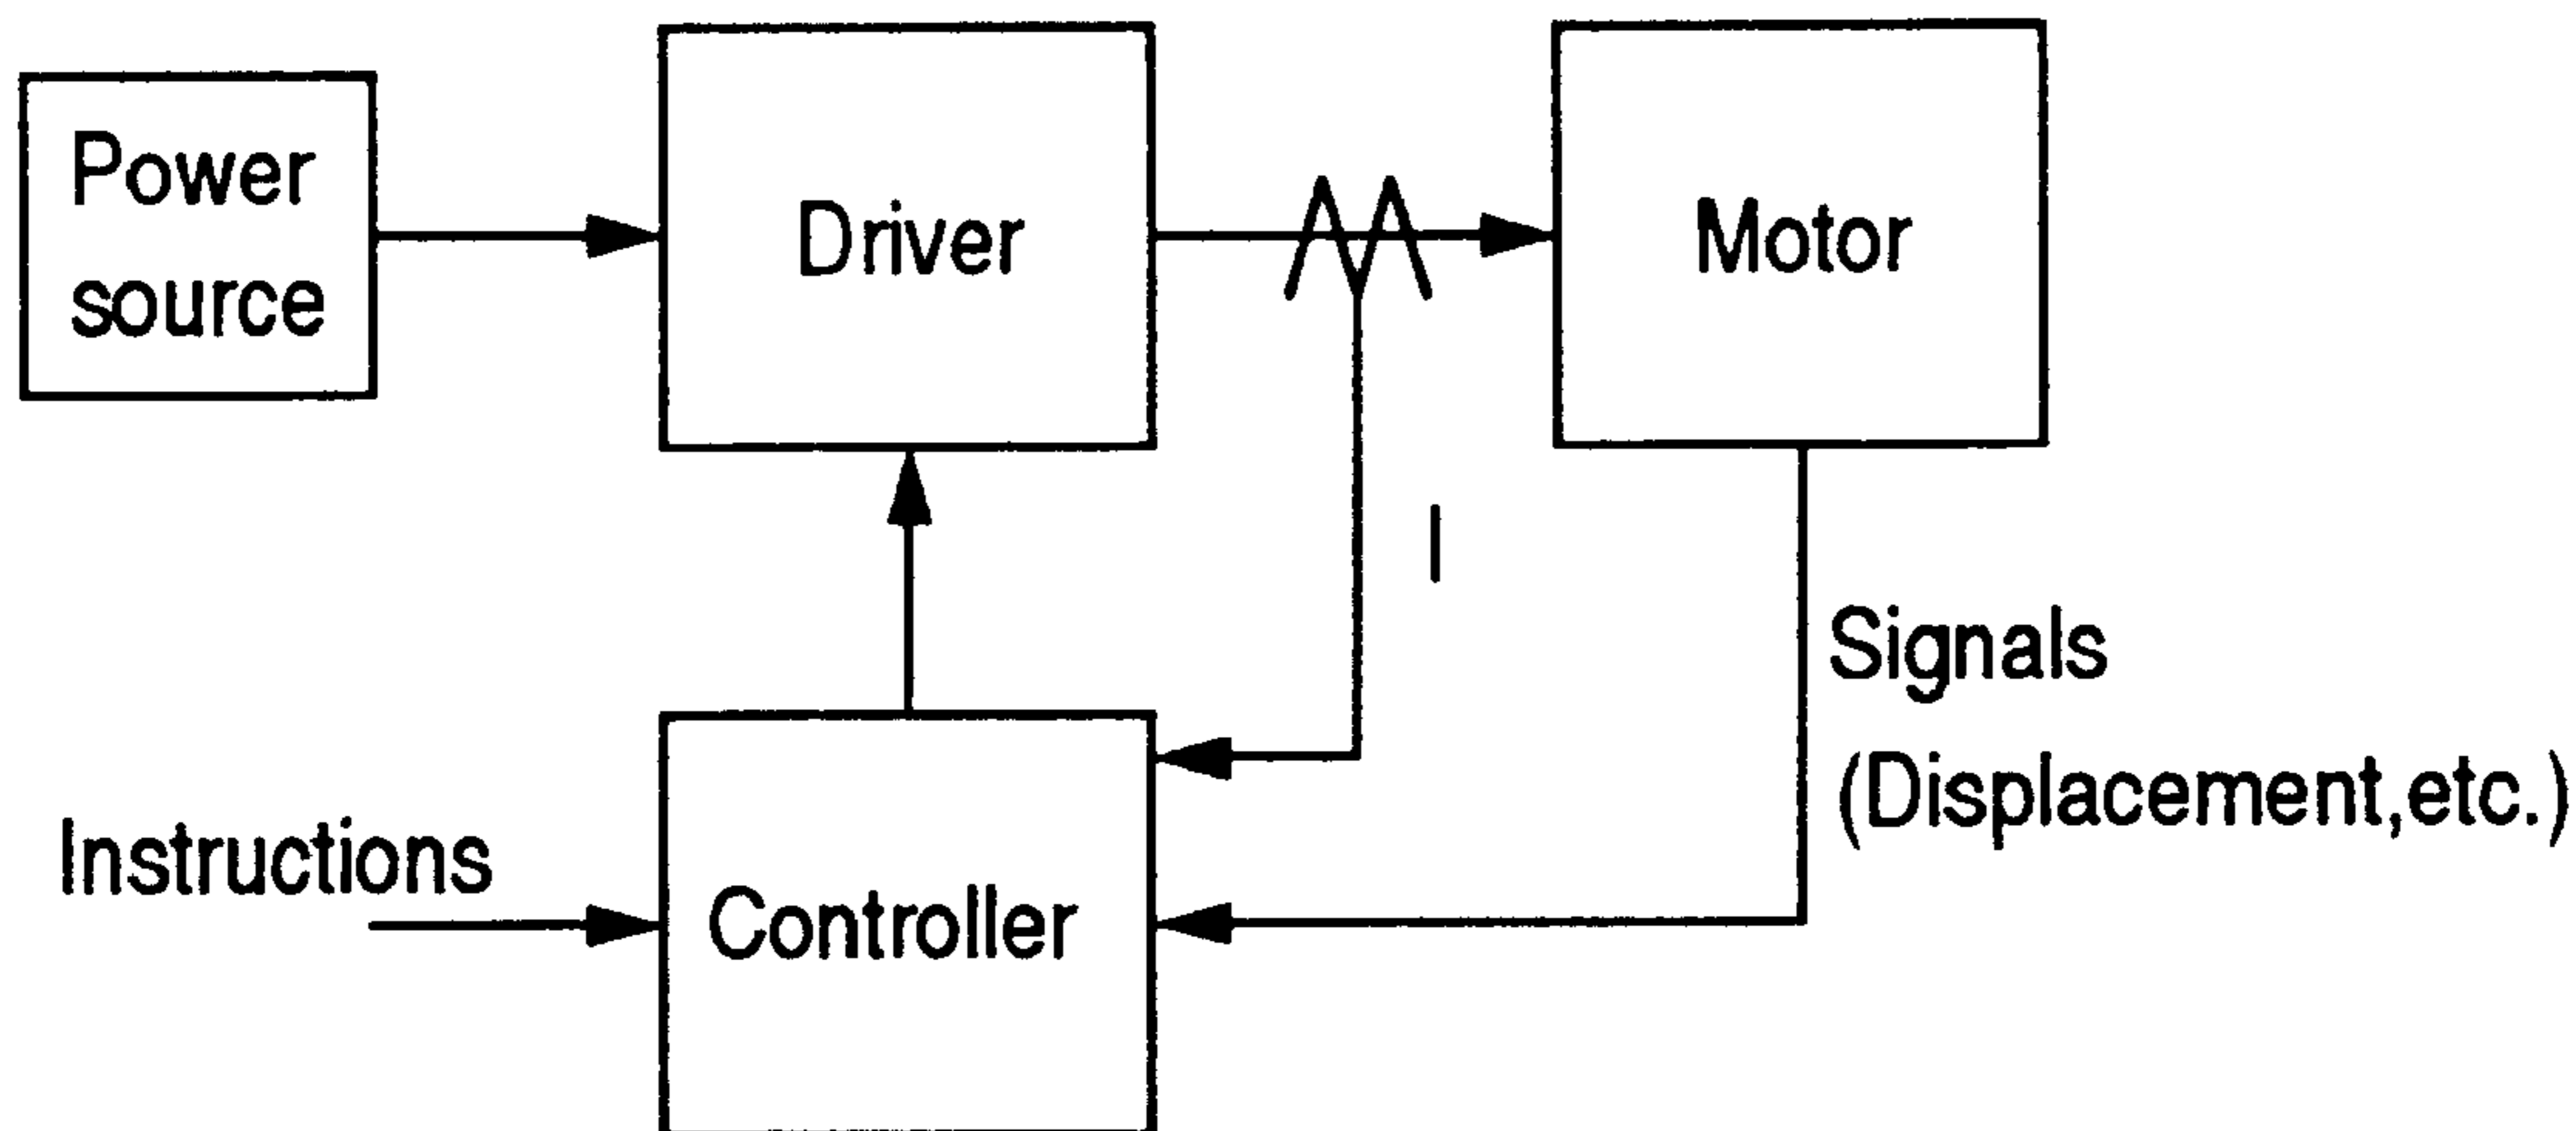 Power
source
Driver
Motor
I
Signals
(Displacement,etc.)
Instructions
Controller